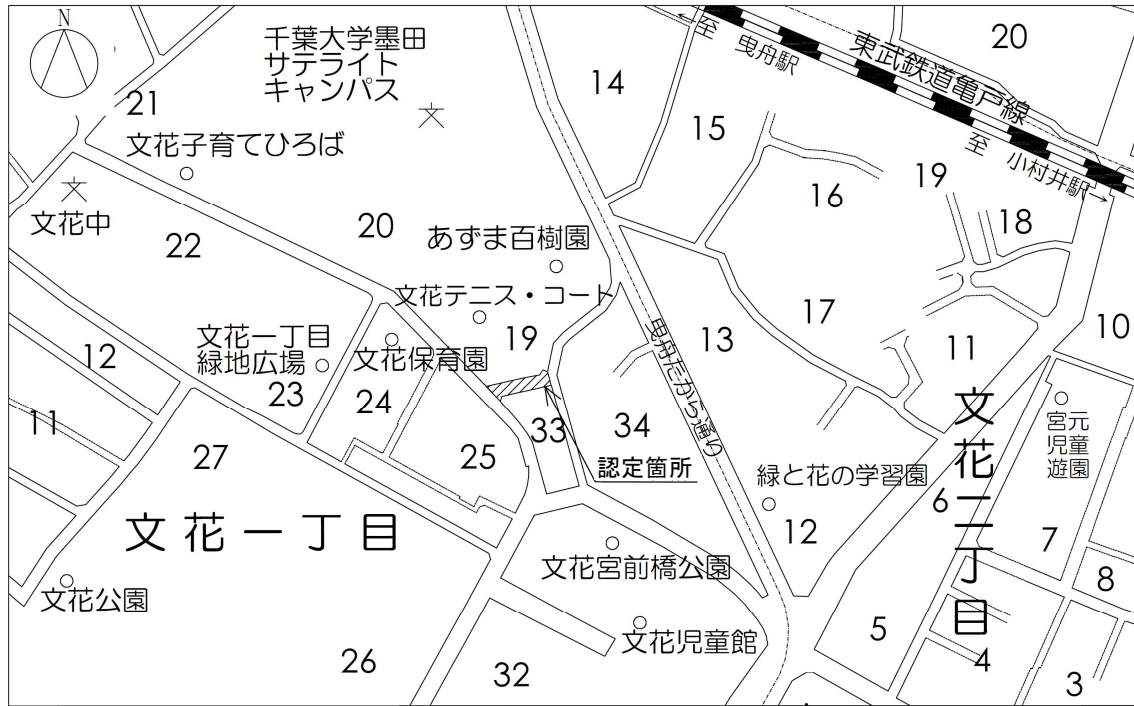 N
千葉大学墨田
サテライト
キャンパス
21
文花子育てひろば
文花中
22
20
あずま百樹園
文花テニス・コート
19
文花一丁目
緑地広場
文花保育園
23
24
12
11
27
25
33
34
認定箇所
文花一丁目
文花公園
26
文花宮前橋公園
文花児童館
32
←至 曳舟駅
東武鉄道亀戸線
至 小村井駅→
20
14
15
16
19
18
13
17
11
10
曳舟たから通り
文花二丁目
宮元
児童
遊園
緑と花の学習園
12
6
7
8
5
4
3